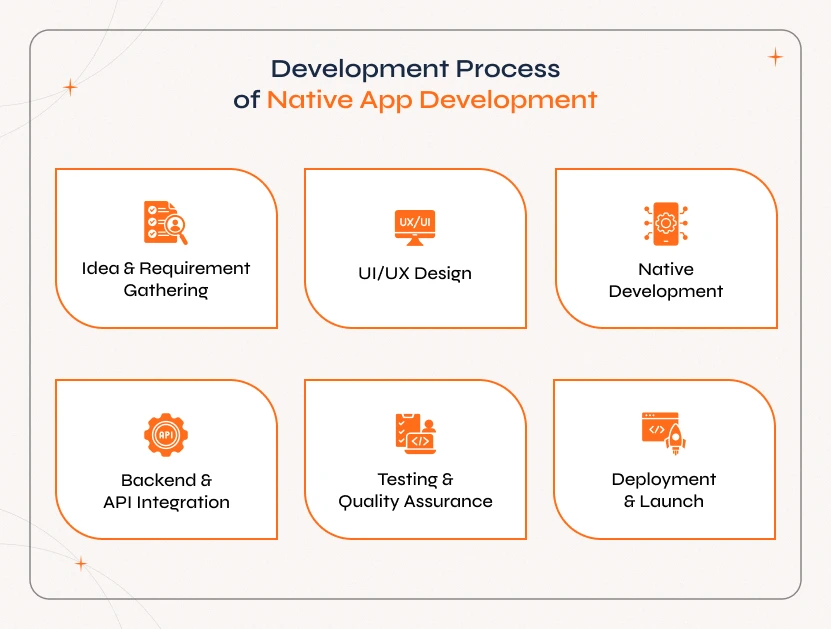 Development Process
of Native App Development
Idea & Requirement
Gathering
UX/UI
UI/UX Design
Native
Development
API
Backend &
API Integration
</>
Testing &
Quality Assurance
</>
Deployment
& Launch